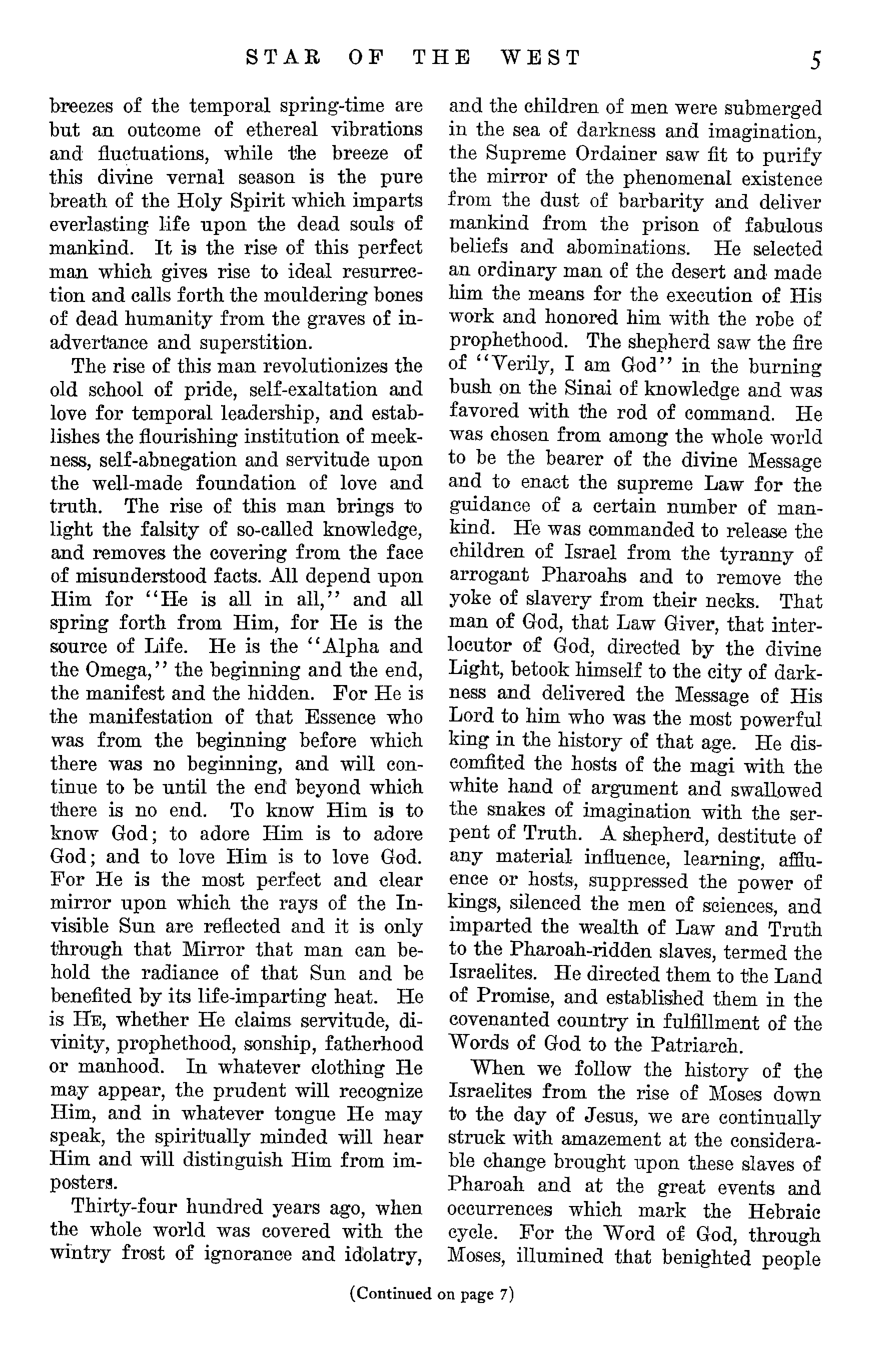 STAR OF THE WEST 5
breezes of the temporal spring-time are
but an outcome of ethereal vibrations
and fluctuations, while the breeze of
this divine vernal season is the pure
breath of the Holy Spirit which imparts
everlasting life upon the dead souls of
mankind. It is the rise of this perfect
man which gives rise to ideal resurrec-
tion and calls forth the mouldering bones
of dead humanity from the graves of in-
advertance and superstition.
The rise of this man revolutionizes the
old school of pride, self-exaltation and
love for temporal leadership, and estab-
lishes the flourishing institution of meek-
ness, self-abnegation and servitude upon
the well-made foundation of love and
truth. The rise of this man brings to
light the falsity of so-called knowledge,
and removes the covering from the face
of misunderstood facts. All depend upon
Him for "He is all in all," and all
spring forth from Him, for He is the
source of Life. He is the "Alpha and
the Omega," the beginning and the end,
the manifest and the hidden. For He is
the manifestation of that Essence who
was from the beginning before which
there was no beginning, and will con-
tinue to be until the end beyond which
there is no end. To know Him is to
know God; to adore Him is to adore
God; and to love Him is to love God.
For He is the most perfect and clear
mirror upon which the rays of the In-
visible Sun are reflected and it is only
through that Mirror that man can be-
hold the radiance of that Sun and be
benefited by its life-imparting heat. He
is HE, whether He claims servitude, di-
vinity, prophethood, sonship, fatherhood
or manhood. In whatever clothing He
may appear, the prudent will recognize
Him, and in whatever tongue He may
speak, the spiritually minded will hear
Him and will distinguish Him from im-
posters.
Thirty-four hundred years ago, when
the whole world was covered with the
wintry frost of ignorance and idolatry,
and the children of men were submerged
in the sea of darkness and imagination,
the Supreme Ordainer saw fit to purify
the mirror of the phenomenal existence
from the dust of barbarity and deliver
mankind from the prison of fabulous
beliefs and abominations. He selected
an ordinary man of the desert and made
him the means for the execution of His
work and honored him with the robe of
prophethood. The shepherd saw the fire
of "Verily, I am God" in the burning
bush on the Sinai of knowledge and was
favored with the rod of command. He
was chosen from among the whole world
to be the bearer of the divine Message
and to enact the supreme Law for the
guidance of a certain number of man-
kind. He was commanded to release the
children of Israel from the tyranny of
arrogant Pharoahs and to remove the
yoke of slavery from their necks. That
man of God, that Law Giver, that inter-
locutor of God, directed by the divine
Light, betook himself to the city of dark-
ness and delivered the Message of His
Lord to him who was the most powerful
king in the history of that age. He dis-
comfited the hosts of the magi with the
white hand of argument and swallowed
the snakes of imagination with the ser-
pent of Truth. A shepherd, destitute of
any material influence, learning, afflu-
ence or hosts, suppressed the power of
kings, silenced the men of sciences, and
imparted the wealth of Law and Truth
to the Pharoah-ridden slaves, termed the
Israelites. He directed them to the Land
of Promise, and established them in the
covenanted country in fulfillment of the
Words of God to the Patriarch.
When we follow the history of the
Israelites from the rise of Moses down
to the day of Jesus, we are continually
struck with amazement at the considera-
ble change brought upon these slaves of
Pharoah and at the great events and
occurrences which mark the Hebraic
cycle. For the Word of God, through
Moses, illumined that benighted people
(Continued on page 7)